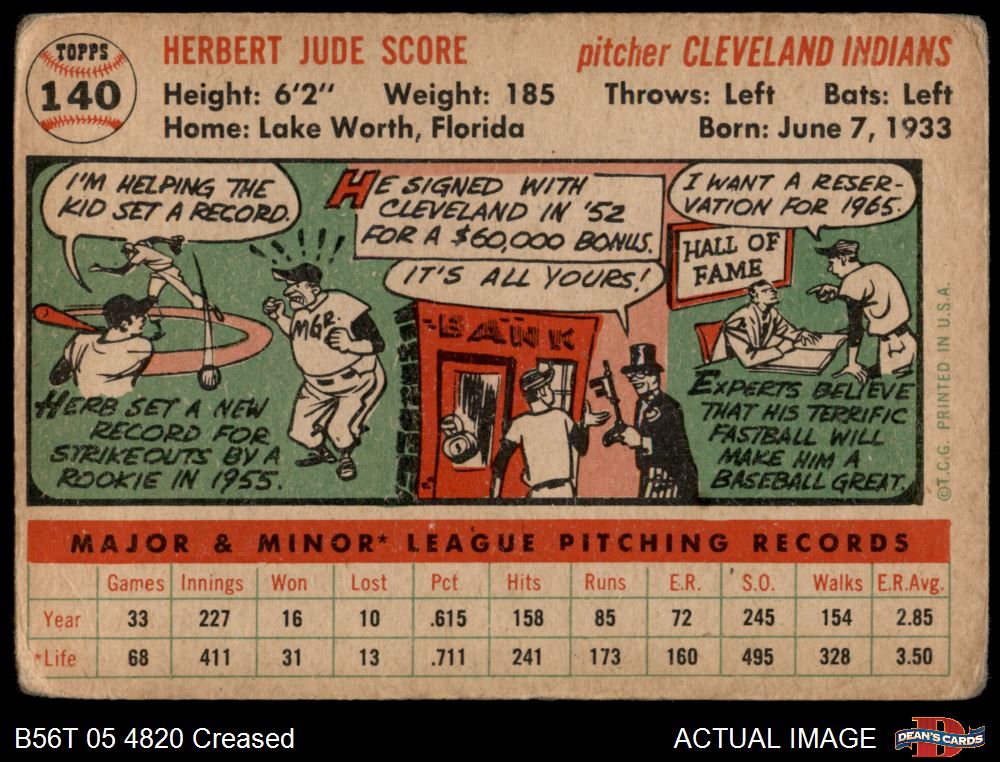 TOPPS
140
HERBERT JUDE SCORE
pitcher CLEVELAND INDIANS
Height: 6'2" Weight: 185 Throws: Left Bats: Left
Home: Lake Worth, Florida Born: June 7, 1933
I'M HELPING THE
KID SET A RECORD.
MGR.
HERB SET A NEW
RECORD FOR
STRIKEOUTS BY A
ROOKIE IN 1955.
HE SIGNED WITH
CLEVELAND IN '52
FOR A $60,000 BONUS.
IT'S ALL YOURS!
BANK
I WANT A RESER-
VATION FOR 1965.
HALL OF
FAME
EXPERTS BELIEVE
THAT HIS TERRIFIC
FASTBALL WILL
MAKE HIM A
BASEBALL GREAT.
©T.C.G. PRINTED IN U.S.A.
MAJOR & MINOR* LEAGUE PITCHING RECORDS
Games Innings Won Lost Pct Hits Runs E.R. S.O. Walks E.R.Avg.
Year 33 227 16 10 .615 158 85 72 245 154 2.85
*Life 68 411 31 13 .711 241 173 160 495 328 3.50
B56T 05 4820 Creased
ACTUAL IMAGE
D
DEAN'S CARDS